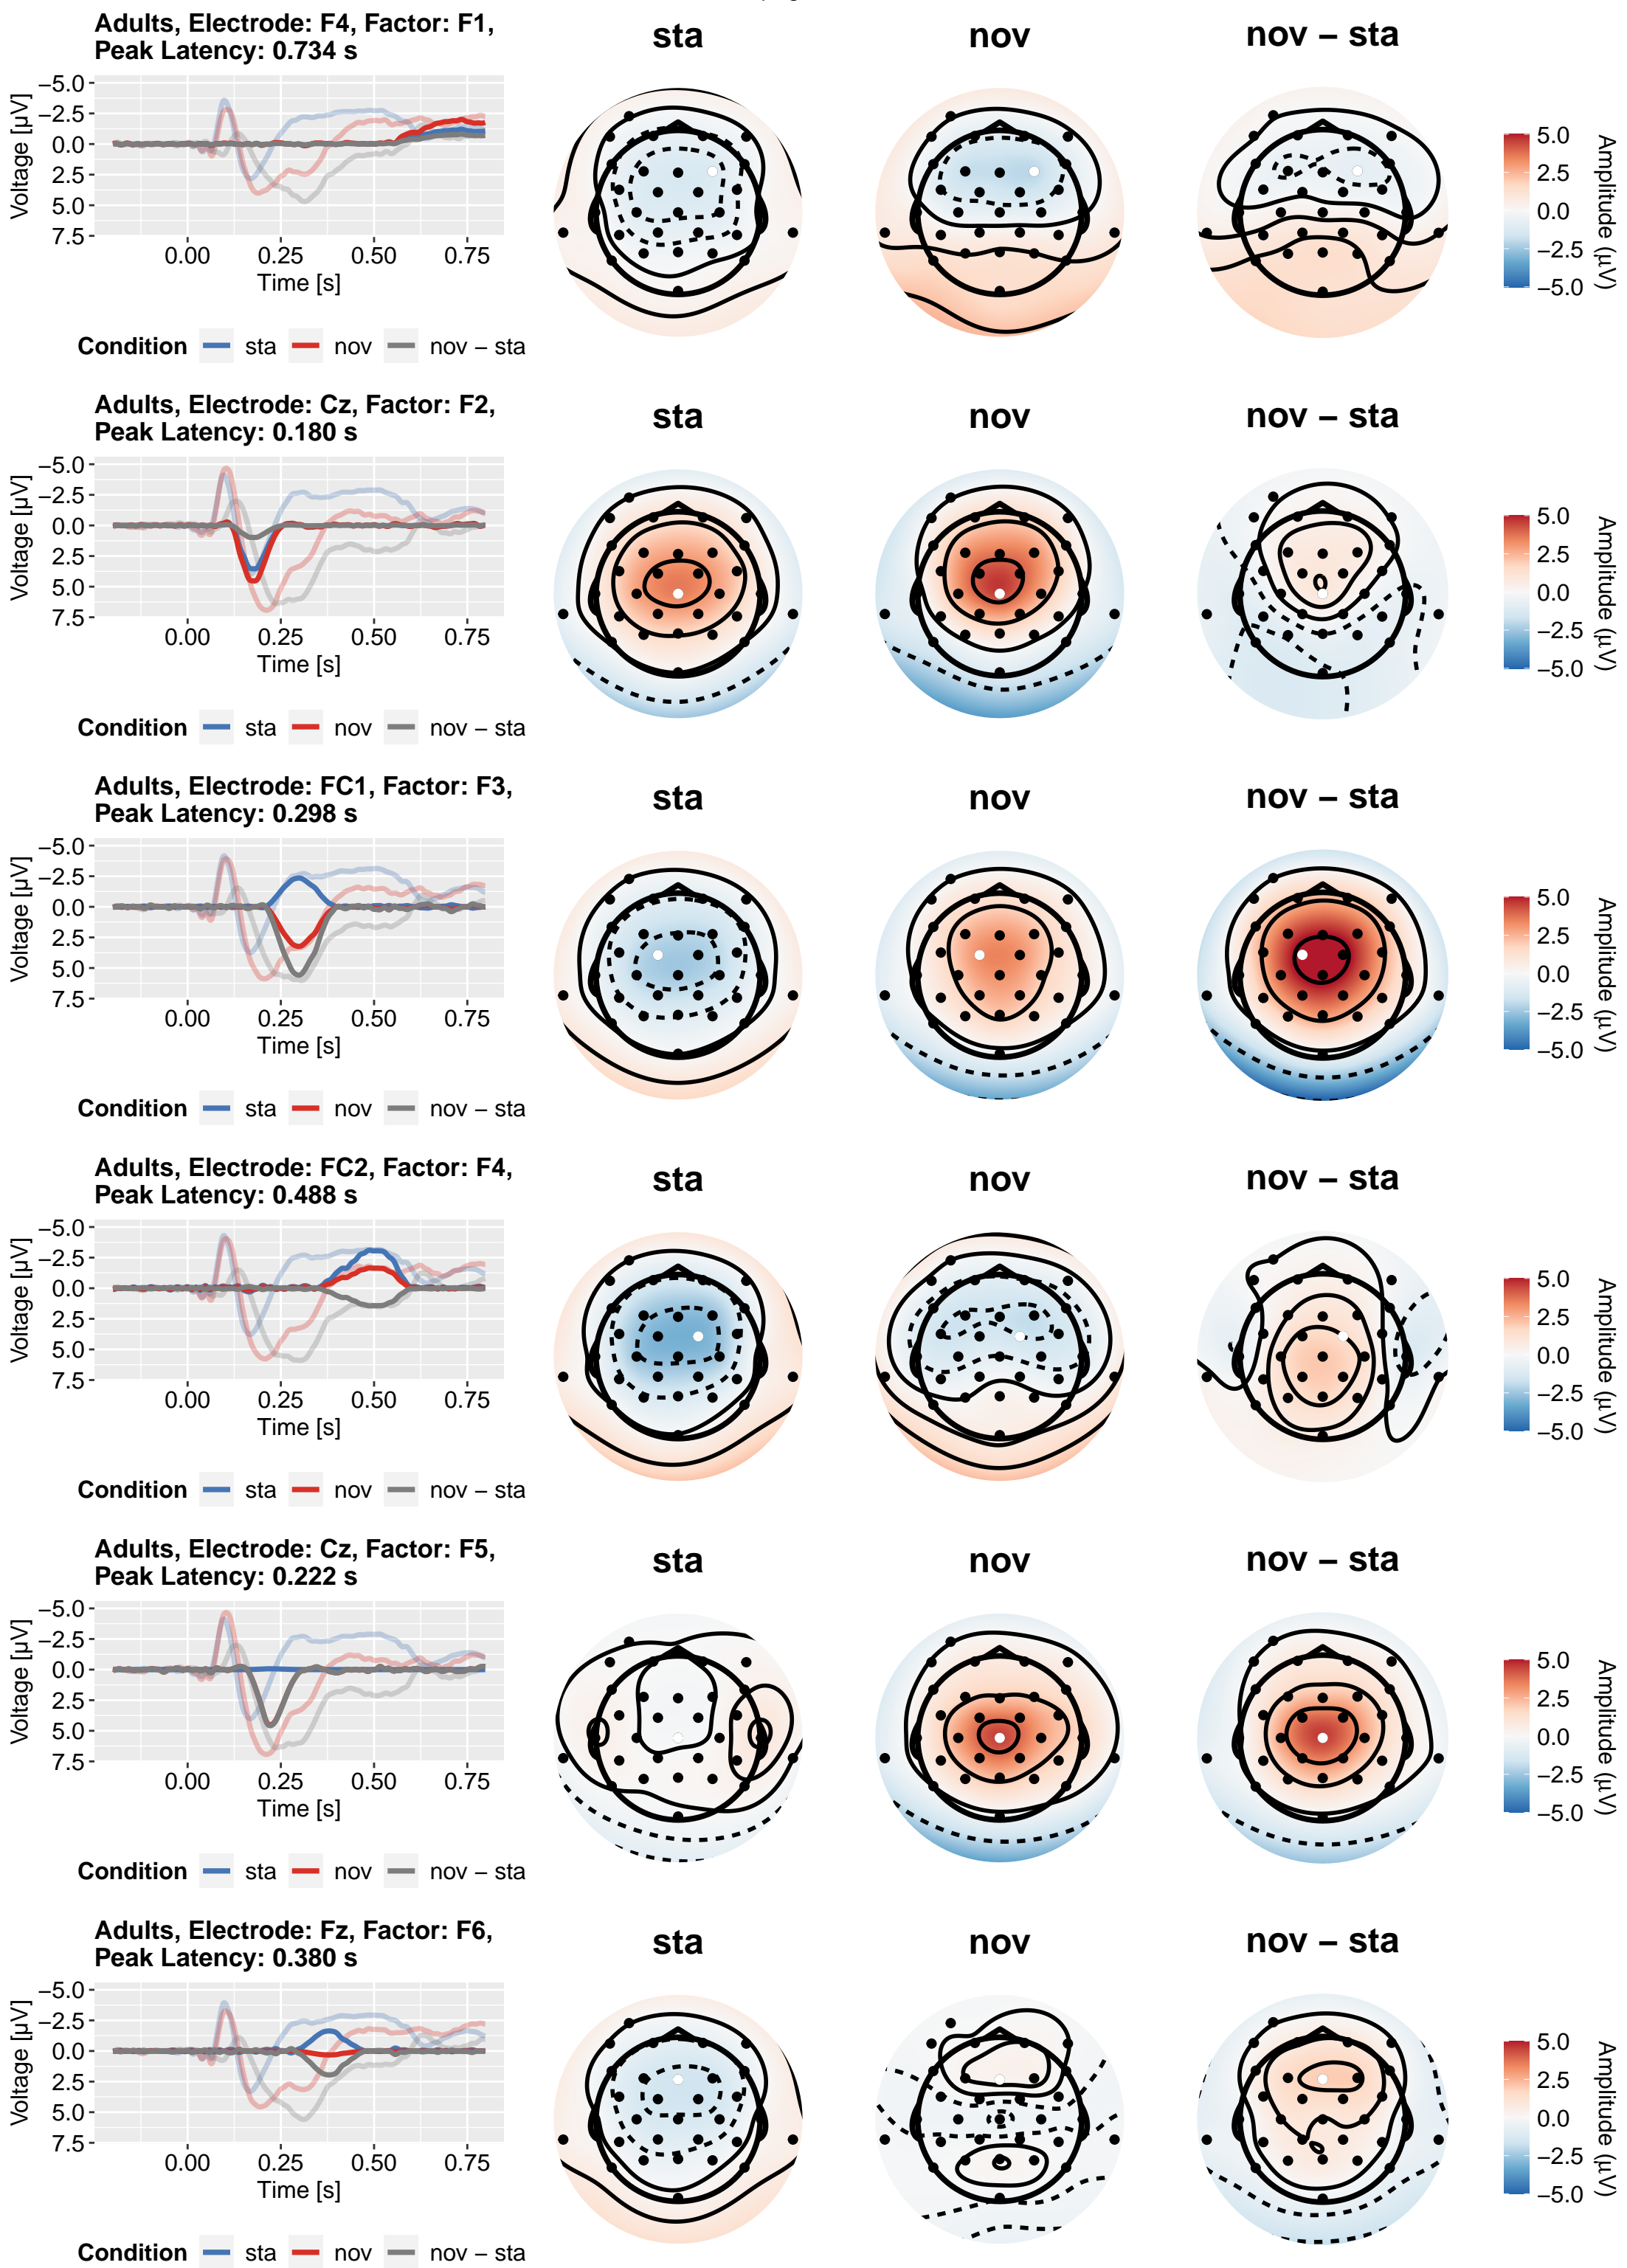 Adults, Electrode: F4, Factor: F1,
Peak Latency: 0.734 s
sta
nov
nov – sta
Voltage [µV]
−5.0
−2.5
0.0
2.5
5.0
7.5
0.00 0.25 0.50 0.75
Time [s]
Condition sta nov nov − sta
5.0
2.5
0.0
−2.5
−5.0
Amplitude (µV)
Adults, Electrode: Cz, Factor: F2,
Peak Latency: 0.180 s
sta
nov
nov – sta
Voltage [µV]
−5.0
−2.5
0.0
2.5
5.0
7.5
0.00 0.25 0.50 0.75
Time [s]
Condition sta nov nov − sta
5.0
2.5
0.0
−2.5
−5.0
Amplitude (µV)
Adults, Electrode: FC1, Factor: F3,
Peak Latency: 0.298 s
sta
nov
nov – sta
Voltage [µV]
−5.0
−2.5
0.0
2.5
5.0
7.5
0.00 0.25 0.50 0.75
Time [s]
Condition sta nov nov − sta
5.0
2.5
0.0
−2.5
−5.0
Amplitude (µV)
Adults, Electrode: FC2, Factor: F4,
Peak Latency: 0.488 s
sta
nov
nov – sta
Voltage [µV]
−5.0
−2.5
0.0
2.5
5.0
7.5
0.00 0.25 0.50 0.75
Time [s]
Condition sta nov nov − sta
5.0
2.5
0.0
−2.5
−5.0
Amplitude (µV)
Adults, Electrode: Cz, Factor: F5,
Peak Latency: 0.222 s
sta
nov
nov – sta
Voltage [µV]
−5.0
−2.5
0.0
2.5
5.0
7.5
0.00 0.25 0.50 0.75
Time [s]
Condition sta nov nov − sta
5.0
2.5
0.0
−2.5
−5.0
Amplitude (µV)
Adults, Electrode: Fz, Factor: F6,
Peak Latency: 0.380 s
sta
nov
nov – sta
Voltage [µV]
−5.0
−2.5
0.0
2.5
5.0
7.5
0.00 0.25 0.50 0.75
Time [s]
Condition sta nov nov − sta
5.0
2.5
0.0
−2.5
−5.0
Amplitude (µV)